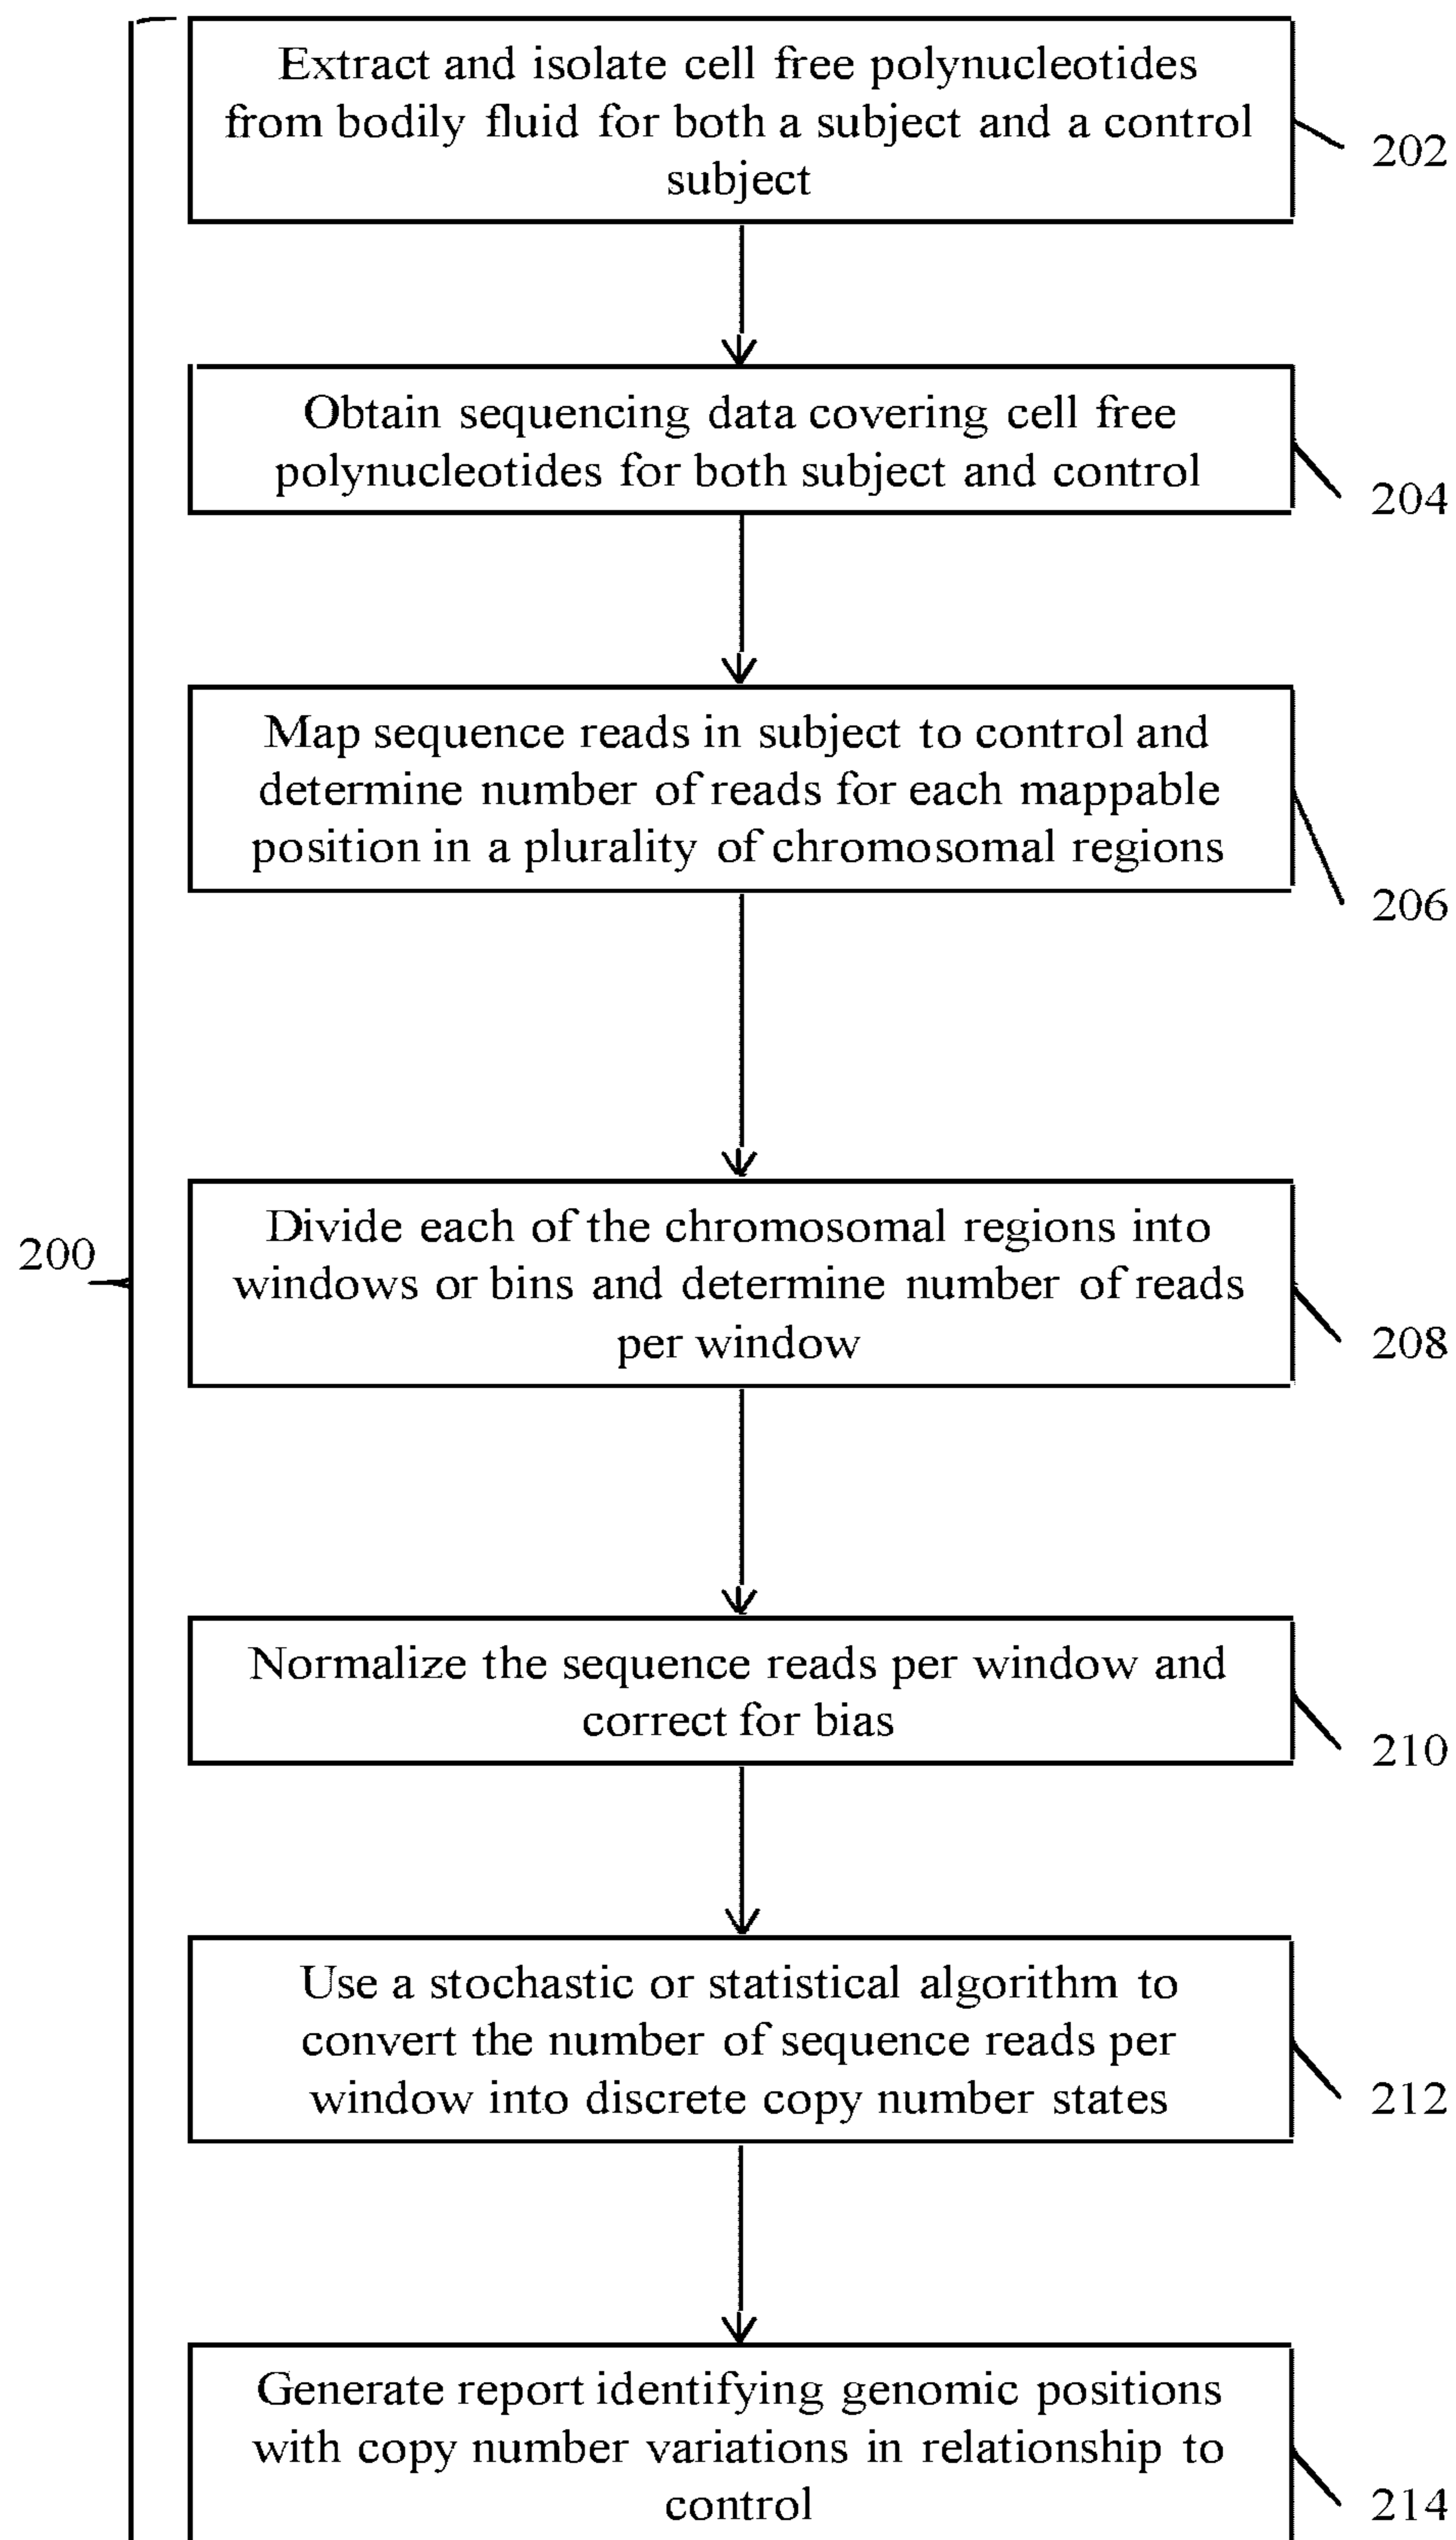 Extract and isolate cell free polynucleotides
from bodily fluid for both a subject and a control
subject
202
Obtain sequencing data covering cell free
polynucleotides for both subject and control
204
Map sequence reads in subject to control and
determine number of reads for each mappable
position in a plurality of chromosomal regions
206
200
Divide each of the chromosomal regions into
windows or bins and determine number of reads
per window
208
Normalize the sequence reads per window and
correct for bias
210
Use a stochastic or statistical algorithm to
convert the number of sequence reads per
window into discrete copy number states
212
Generate report identifying genomic positions
with copy number variations in relationship to
control
214